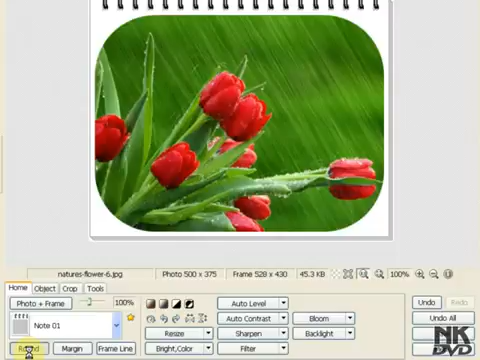 natures-flower-6.jpg Photo 500 x 375 Frame 528 x 430 45.3 KB 100%
Home Object Crop Tools
Photo + Frame 100% Auto Level Undo Redo
Note 01 Auto Contrast Bloom Undo All
Resize Sharpen Backlight
Margin Frame Line Bright,Color Filter
NK
DVD